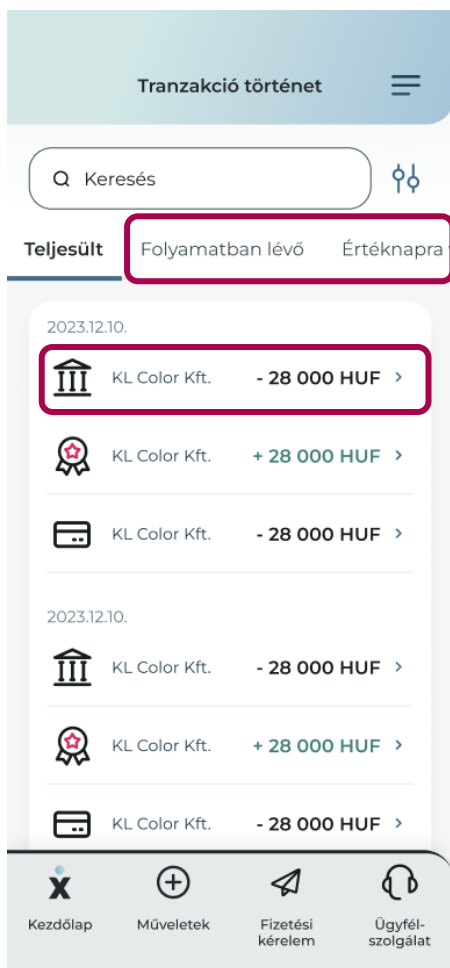 Tranzakció történet
Keresés
Teljesült Folyamatban lévő Értéknapra
2023.12.10.
KL Color Kft. - 28 000 HUF
KL Color Kft. + 28 000 HUF
KL Color Kft. - 28 000 HUF
2023.12.10.
KL Color Kft. - 28 000 HUF
KL Color Kft. + 28 000 HUF
KL Color Kft. - 28 000 HUF
Kezdőlap Műveletek Fizetési kérelem Ügyfél-szolgálat